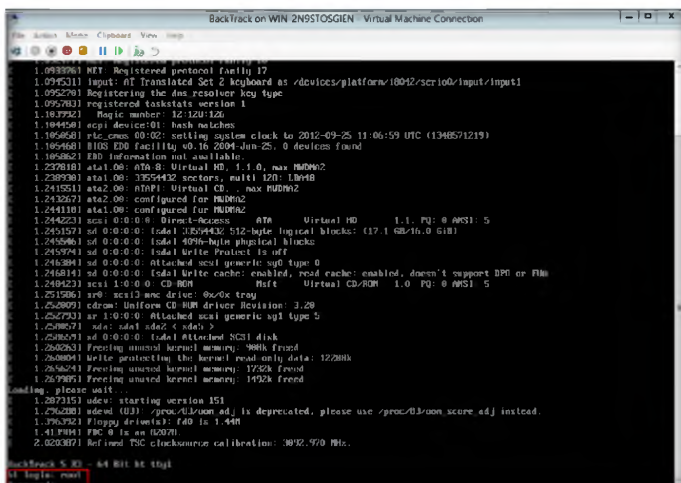 BackTrack on WIN-2N9STOSGIEN - Virtual Machine Connection
File Action Media Clipboard View Help
1.093376] NET: Registered protocol family 17
1.094531] input: AT Translated Set 2 keyboard as /devices/platform/i8042/serio0/input/input1
1.095270] Registering the dns_resolver key type
1.095783] registered taskstats version 1
1.103992] Magic number: 12:120:126
1.104450] acpi device:01: hash matches
1.105058] rtc_cmos 00:02: setting system clock to 2012-09-25 11:06:59 UTC (1348571219)
1.105468] BIOS EDD facility v0.16 2004-Jun-25, 0 devices found
1.105862] EDD information not available.
1.237818] ata1.00: ATA-8: Virtual HD, 1.1.0, max MWDMA2
1.238930] ata1.00: 33554432 sectors, multi 128: LBA48
1.241551] ata2.00: ATAPI: Virtual CD, , max MWDMA2
1.243267] ata2.00: configured for MWDMA2
1.244118] ata1.00: configured for MWDMA2
1.244223] scsi 0:0:0:0: Direct-Access ATA Virtual HD 1.1. PQ: 0 ANSI: 5
1.245157] sd 0:0:0:0: [sda] 33554432 512-byte logical blocks: (17.1 GB/16.0 GiB)
1.245546] sd 0:0:0:0: [sda] 4096-byte physical blocks
1.245974] sd 0:0:0:0: [sda] Write Protect is off
1.246384] sd 0:0:0:0: Attached scsi generic sg0 type 0
1.246814] sd 0:0:0:0: [sda] Write cache: enabled, read cache: enabled, doesn't support DPO or FUA
1.248423] scsi 1:0:0:0: CD-ROM Msft Virtual CD/ROM 1.0 PQ: 0 ANSI: 5
1.251586] sr0: scsi3-mmc drive: 0x/0x tray
1.252009] cdrom: Uniform CD-ROM driver Revision: 3.20
1.252793] sr 1:0:0:0: Attached scsi generic sg1 type 5
1.258057] sda: sda1 sda2 < sda5 >
1.258659] sd 0:0:0:0: [sda] Attached SCSI disk
1.260263] Freeing unused kernel memory: 988k freed
1.260804] Write protecting the kernel read-only data: 12288k
1.265624] Freeing unused kernel memory: 1732k freed
1.269985] Freeing unused kernel memory: 1492k freed
Loading, please wait...
1.287315] udev: starting version 151
1.296288] udevd (83): /proc/83/oom_adj is deprecated, please use /proc/83/oom_score_adj instead.
1.396392] Floppy drive(s): fd0 is 1.44M
FDC 0 is an 82078.
2.020387] Refined TSC clocksource calibration: 3092.970 MHz.
BackTrack 5 R3 - 64 Bit bt tty1
bt login: root